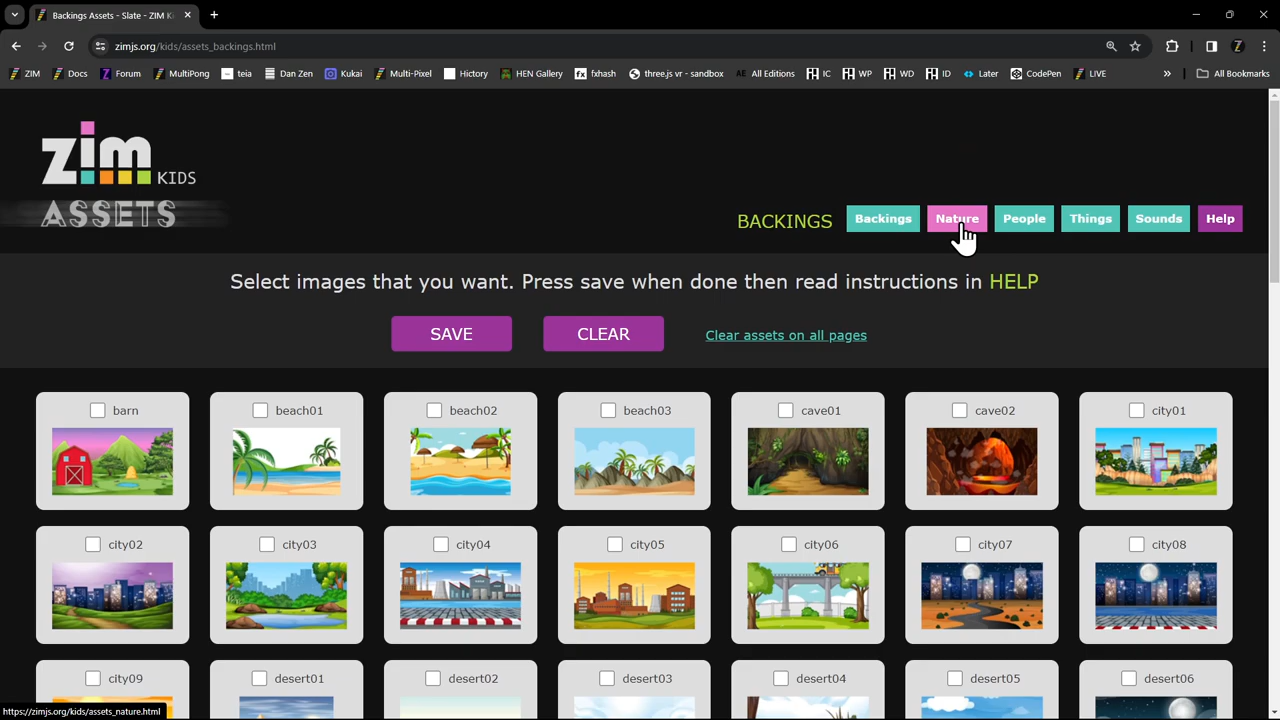 Backings Assets - Slate - ZIM Ki
zimjs.org/kids/assets_backings.html
ZIM Docs Forum MultiPong teia Dan Zen Kukai Multi-Pixel Hictory HEN Gallery fxhash three.js vr - sandbox All Editions IC WP WD ID Later CodePen LIVE » All Bookmarks
zim KIDS
ASSETS
BACKINGS Backings Nature People Things Sounds Help
Select images that you want. Press save when done then read instructions in HELP
SAVE CLEAR Clear assets on all pages
barn beach01 beach02 beach03 cave01 cave02 city01
city02 city03 city04 city05 city06 city07 city08
city09 desert01 desert02 desert03 desert04 desert05 desert06
https://zimjs.org/kids/assets_nature.html